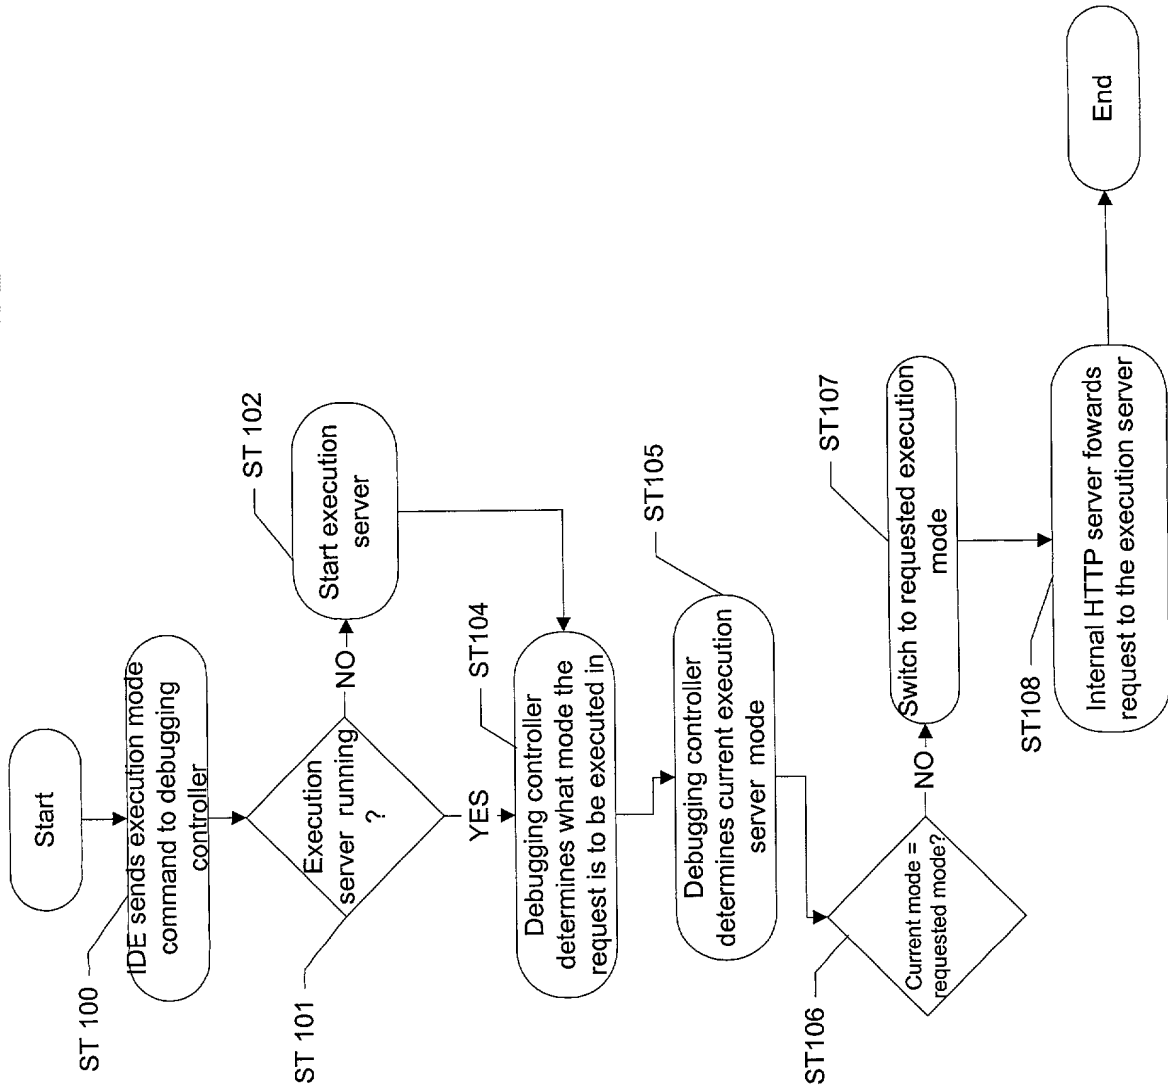 Start
ST 100
IDE sends execution mode
command to debugging
controller
ST 101
Execution
server running
?
NO
ST 102
Start execution
server
YES
ST104
Debugging controller
determines what mode the
request is to be executed in
ST105
Debugging controller
determines current execution
server mode
ST106
Current mode =
requested mode?
NO
ST107
Switch to requested execution
mode
ST108
Internal HTTP server fowards
request to the execution server
End